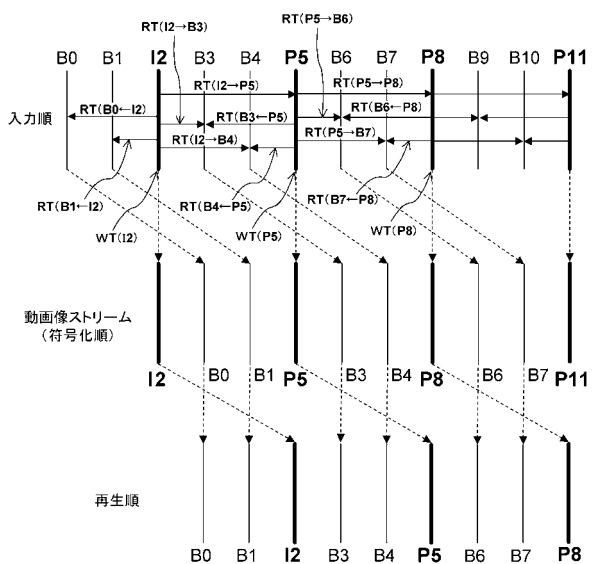 RT(I2→B3) RT(P5→B6)
B0 B1 I2 B3 B4 P5 B6 B7 P8 B9 B10 P11
RT(I2→P5) RT(P5→P8)
入力順 RT(B0←I2) RT(B3←P5) RT(B6←P8)
RT(I2→B4) RT(P5→B7)
RT(B1←I2) RT(B4←P5) RT(B7←P8)
WT(I2) WT(P5) WT(P8)
動画像ストリーム
(符号化順)
I2 B0 B1 P5 B3 B4 P8 B6 B7 P11
再生順
B0 B1 I2 B3 B4 P5 B6 B7 P8